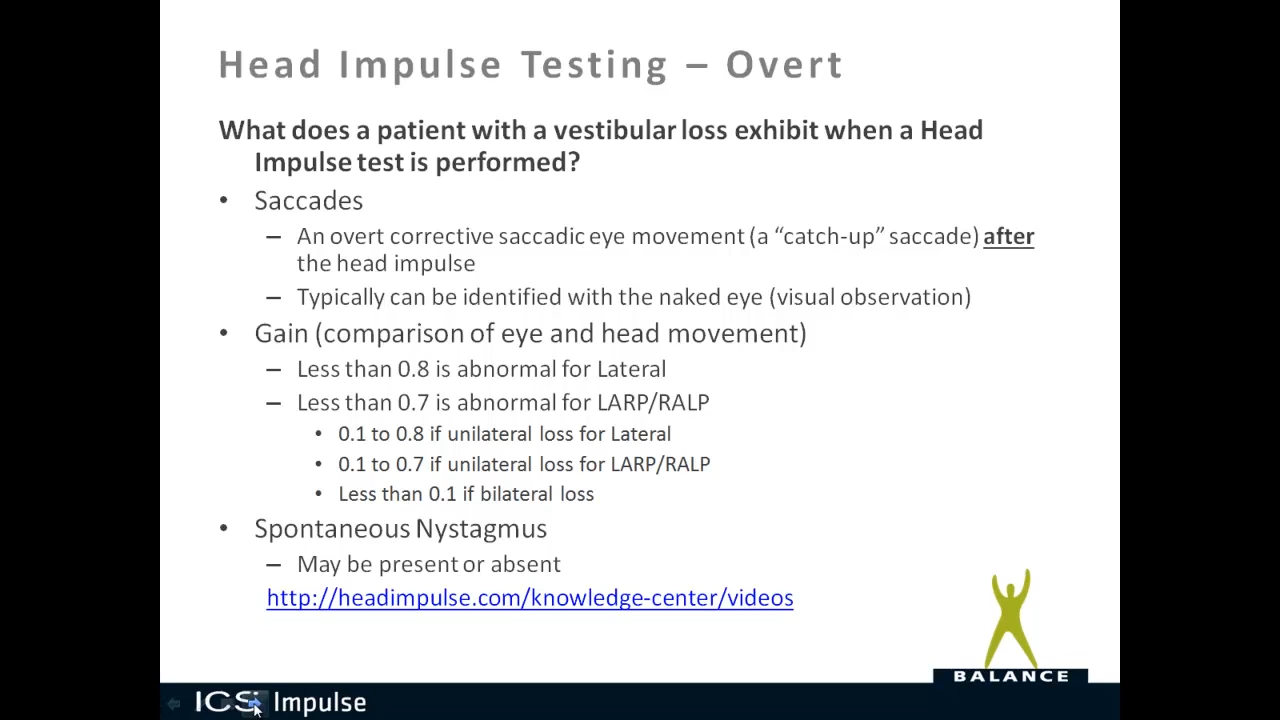 Head Impulse Testing – Overt
What does a patient with a vestibular loss exhibit when a Head
Impulse test is performed?
• Saccades
– An overt corrective saccadic eye movement (a “catch-up” saccade) after
the head impulse
– Typically can be identified with the naked eye (visual observation)
• Gain (comparison of eye and head movement)
– Less than 0.8 is abnormal for Lateral
– Less than 0.7 is abnormal for LARP/RALP
• 0.1 to 0.8 if unilateral loss for Lateral
• 0.1 to 0.7 if unilateral loss for LARP/RALP
• Less than 0.1 if bilateral loss
• Spontaneous Nystagmus
– May be present or absent
http://headimpulse.com/knowledge-center/videos
BALANCE
ICS Impulse